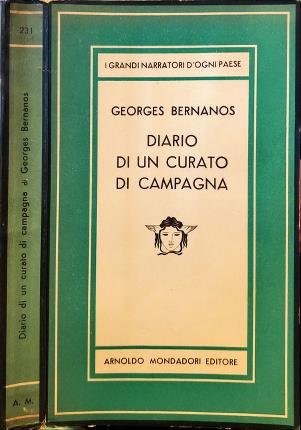 231
Diario di un curato di campagna di Georges Bernanos
A. M.
I GRANDI NARRATORI D'OGNI PAESE
GEORGES BERNANOS
DIARIO
DI UN CURATO
DI CAMPAGNA
ARNOLDO MONDADORI EDITORE